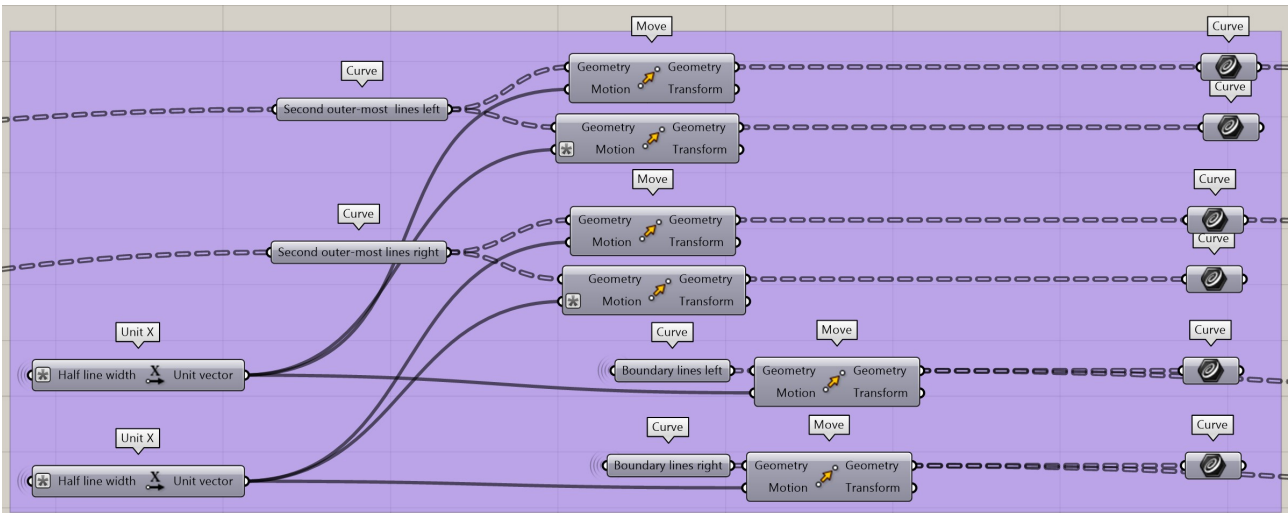 Move
Curve
Geometry Geometry
Motion Transform
Curve
Second outer-most lines left
Curve
Geometry Geometry
Motion Transform
Move
Curve
Curve
Geometry Geometry
Motion Transform
Curve
Second outer-most lines right
Geometry Geometry
Motion Transform
Unit X
Curve
Move
Curve
Half line width X Unit vector
Boundary lines left
Geometry Geometry
Motion Transform
Unit X
Curve
Move
Curve
Half line width X Unit vector
Boundary lines right
Geometry Geometry
Motion Transform